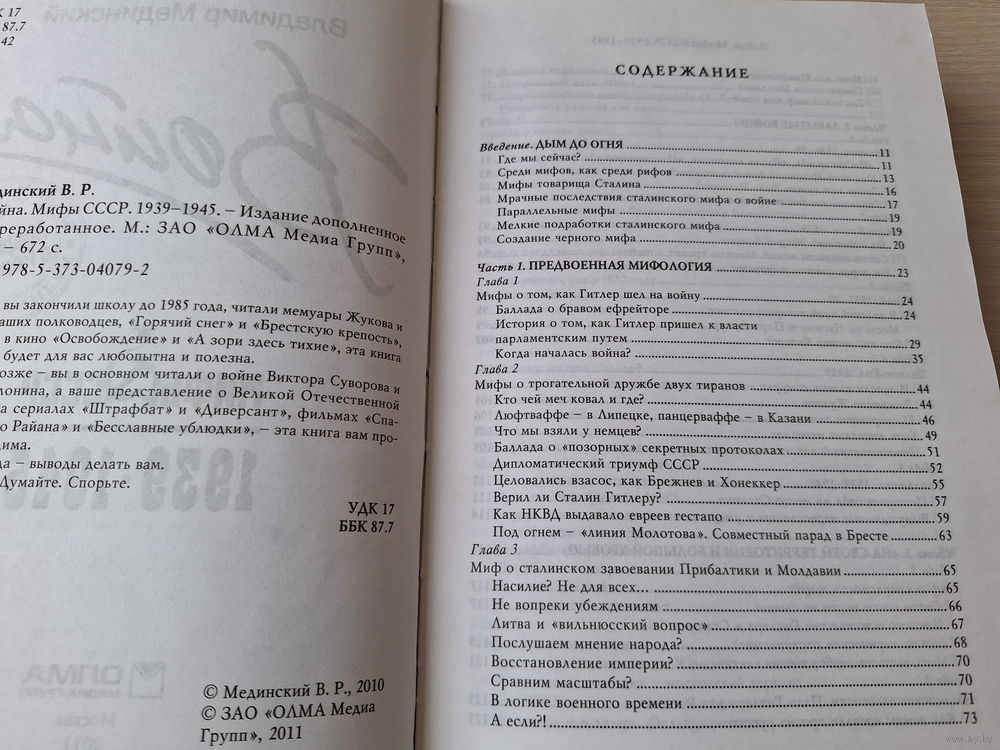 К 17
87.7
42
динский В. Р.
йна. Мифы СССР. 1939–1945. – Издание дополненное
реработанное. М.: ЗАО «ОЛМА Медиа Групп»,
– 672 с.
978-5-373-04079-2
вы закончили школу до 1985 года, читали мемуары Жукова и
аших полководцев, «Горячий снег» и «Брестскую крепость»,
в кино «Освобождение» и «А зори здесь тихие», эта книга
будет для вас любопытна и полезна.
озже – вы в основном читали о войне Виктора Суворова и
лонина, а ваше представление о Великой Отечественной
а сериалах «Штрафбат» и «Диверсант», фильмах «Спа-
о Райана» и «Бесславные ублюдки», – эта книга вам про-
дима.
да – выводы делать вам.
Думайте. Спорьте.
УДК 17
ББК 87.7
© Мединский В. Р., 2010
© ЗАО «ОЛМА Медиа
Групп», 2011
СОДЕРЖАНИЕ
Введение. ДЫМ ДО ОГНЯ 11
Где мы сейчас? 11
Среди мифов, как среди рифов 13
Мифы товарища Сталина 16
Мрачные последствия сталинского мифа о войне 17
Параллельные мифы 19
Мелкие подработки сталинского мифа 19
Создание черного мифа 20
Часть 1. ПРЕДВОЕННАЯ МИФОЛОГИЯ 23
Глава 1
Мифы о том, как Гитлер шел на войну 24
Баллада о бравом ефрейторе 24
История о том, как Гитлер пришел к власти
парламентским путем 29
Когда началась война? 35
Глава 2
Мифы о трогательной дружбе двух тиранов 44
Кто чей меч ковал и где? 44
Люфтваффе – в Липецке, панцерваффе – в Казани 46
Что мы взяли у немцев? 49
Баллада о «позорных» секретных протоколах 51
Дипломатический триумф СССР 52
Целовались взасос, как Брежнев и Хонеккер 55
Верил ли Сталин Гитлеру? 57
Как НКВД выдавало евреев гестапо 59
Под огнем – «линия Молотова». Совместный парад в Бресте 63
Глава 3
Миф о сталинском завоевании Прибалтики и Молдавии 65
Насилие? Не для всех... 65
Не вопреки убеждениям 66
Литва и «вильнюсский вопрос» 67
Послушаем мнение народа? 68
Восстановление империи? 70
Сравним масштабы? 70
В логике военного времени 71
А если?! 73
www.ay.by